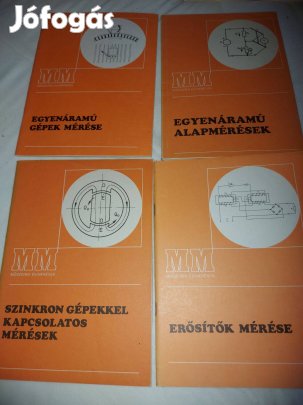 Jófogás
MM
EGYENÁRAMÚ
GÉPEK MÉRÉSE
MM
EGYENÁRAMÚ
ALAPMÉRÉSEK
MM
SZINKRON GÉPEKKEL
KAPCSOLATOS
MÉRÉSEK
MM
ERŐSÍTŐK MÉRÉSE